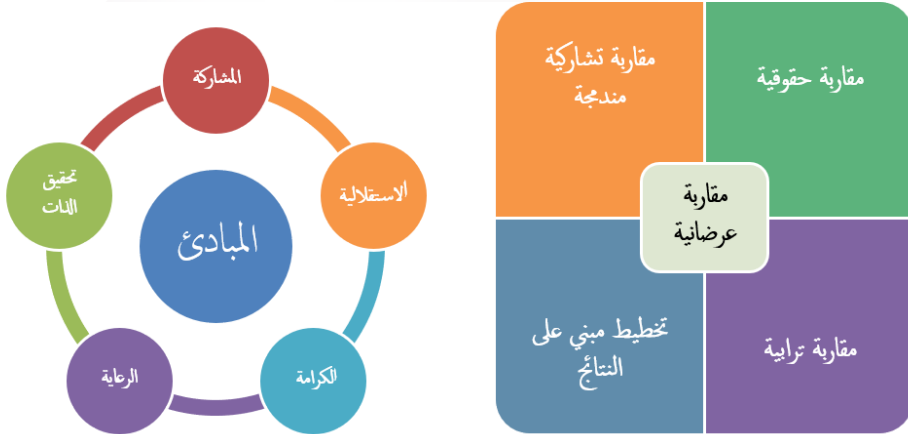 المبادئ
المشاركة
الاستقلالية
الكرامة
الرعاية
تحقيق
الذات
مقاربة حقوقية
مقاربة تشاركية
مندمجة
مقاربة
عرضانية
مقاربة ترابية
تخطيط مبني على
النتائج